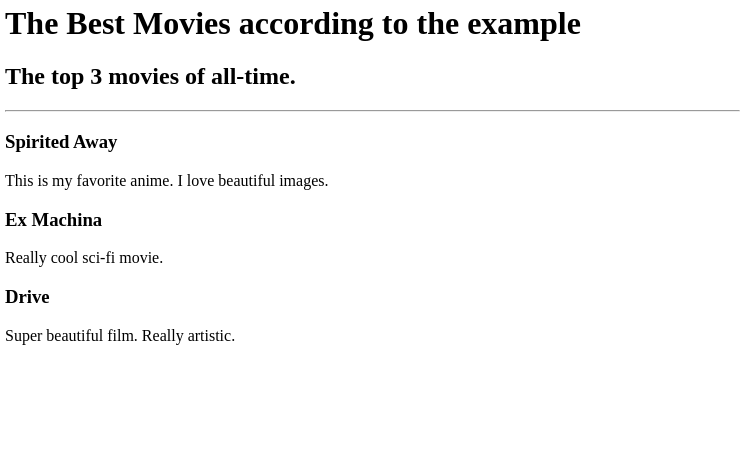 The Best Movies according to the example
The top 3 movies of all-time.
Spirited Away
This is my favorite anime. I love beautiful images.
Ex Machina
Really cool sci-fi movie.
Drive
Super beautiful film. Really artistic.